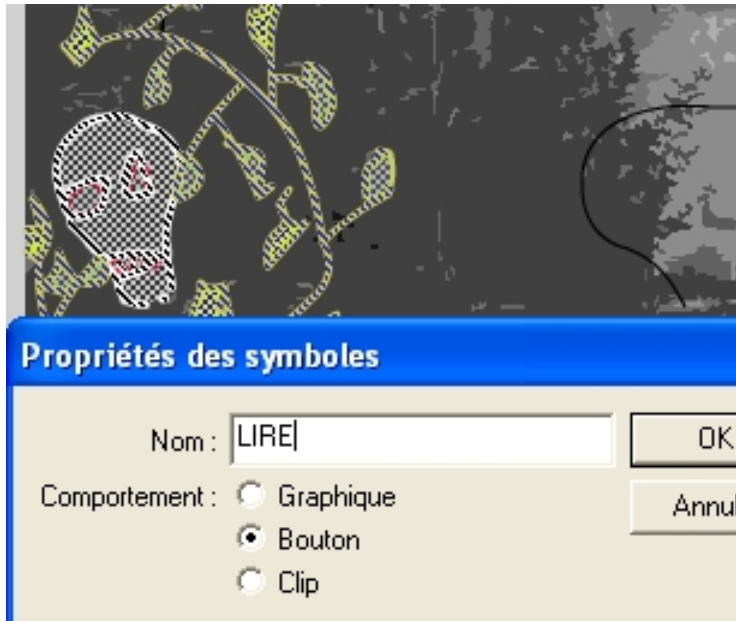 Propriétés des symboles
Nom : LIRE
OK
Comportement : Graphique
Annul
Bouton
Clip